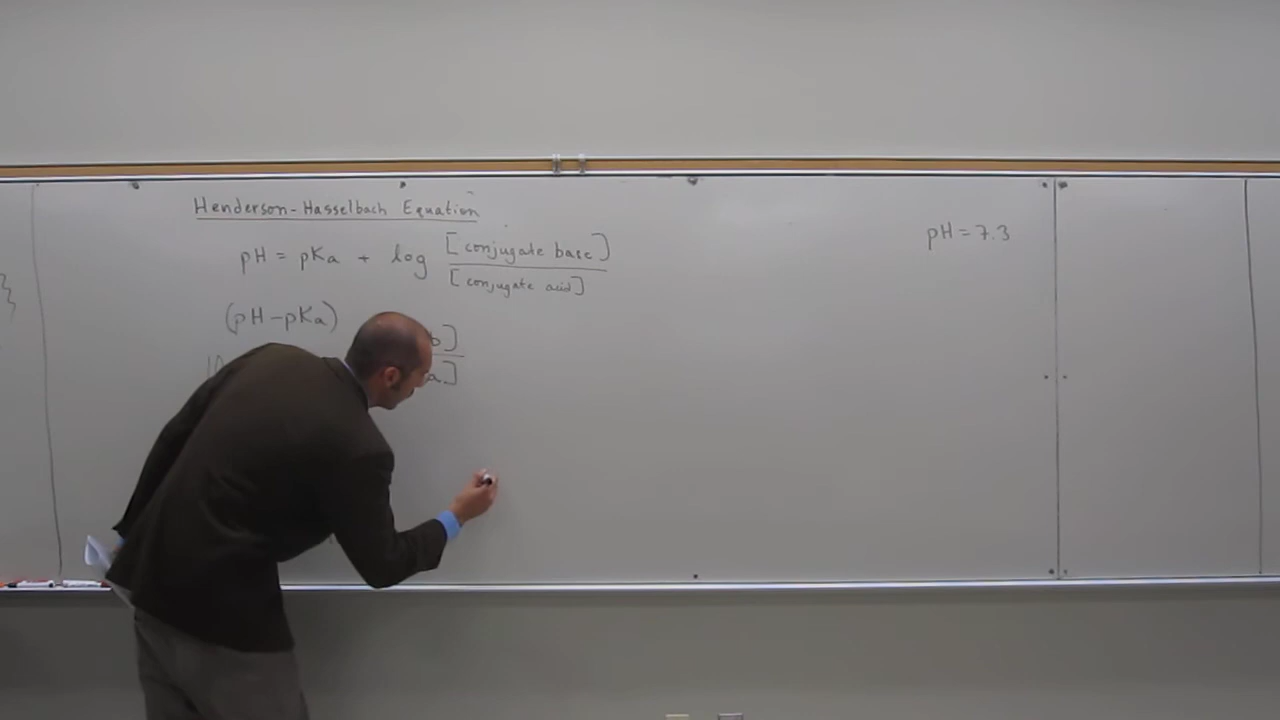 Henderson-Hasselbach Equation
pH = pKa + log [conjugate base]
[conjugate acid]
(pH-pKa)
b]
a]
pH = 7.3